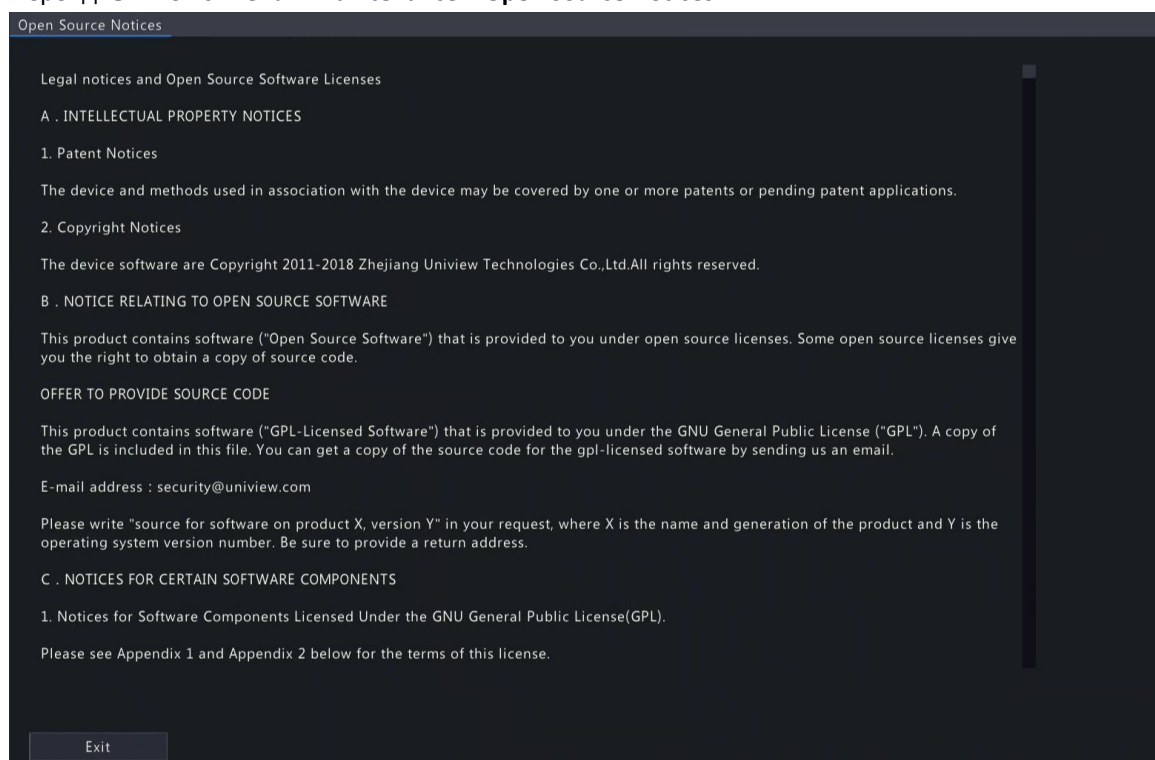 Open Source Notices
Legal notices and Open Source Software Licenses
A . INTELLECTUAL PROPERTY NOTICES
1. Patent Notices
The device and methods used in association with the device may be covered by one or more patents or pending patent applications.
2. Copyright Notices
The device software are Copyright 2011-2018 Zhejiang Uniview Technologies Co.,Ltd.All rights reserved.
B . NOTICE RELATING TO OPEN SOURCE SOFTWARE
This product contains software ("Open Source Software") that is provided to you under open source licenses. Some open source licenses give
you the right to obtain a copy of source code.
OFFER TO PROVIDE SOURCE CODE
This product contains software ("GPL-Licensed Software") that is provided to you under the GNU General Public License ("GPL"). A copy of
the GPL is included in this file. You can get a copy of the source code for the gpl-licensed software by sending us an email.
E-mail address : security@uniview.com
Please write "source for software on product X, version Y" in your request, where X is the name and generation of the product and Y is the
operating system version number. Be sure to provide a return address.
C . NOTICES FOR CERTAIN SOFTWARE COMPONENTS
1. Notices for Software Components Licensed Under the GNU General Public License(GPL).
Please see Appendix 1 and Appendix 2 below for the terms of this license.
Exit